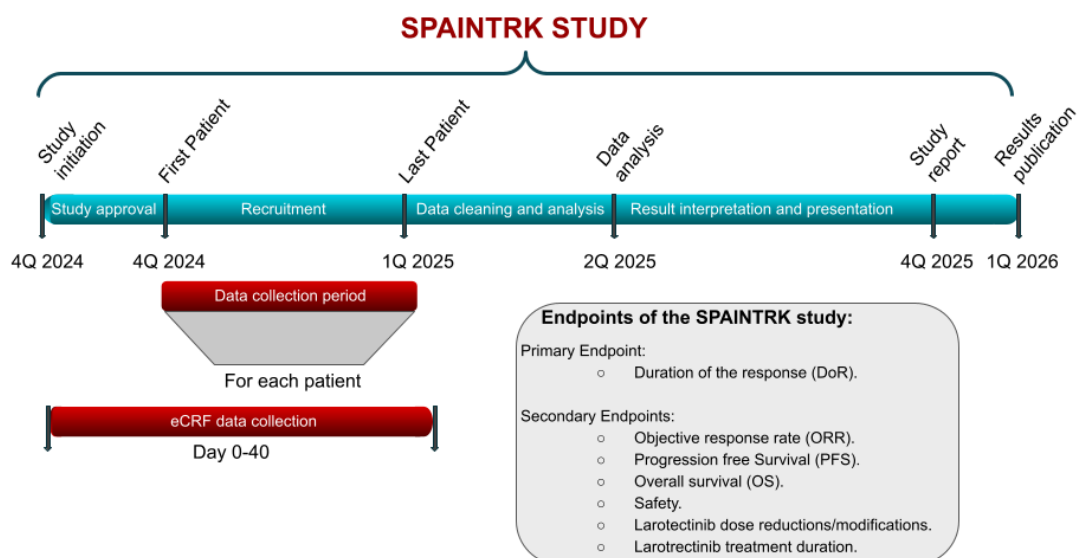 SPAINTRK STUDY
Study
initiation
First Patient
Last Patient
Data
analysis
Study
report
Results
publication
Study approval
Recruitment
Data cleaning and analysis
Result interpretation and presentation
4Q 2024
4Q 2024
1Q 2025
2Q 2025
4Q 2025
1Q 2026
Data collection period
For each patient
eCRF data collection
Day 0-40
Endpoints of the SPAINTRK study:
Primary Endpoint:
○ Duration of the response (DoR).
Secondary Endpoints:
○ Objective response rate (ORR).
○ Progression free Survival (PFS).
○ Overall survival (OS).
○ Safety.
○ Larotectinib dose reductions/modifications.
○ Larotrectinib treatment duration.